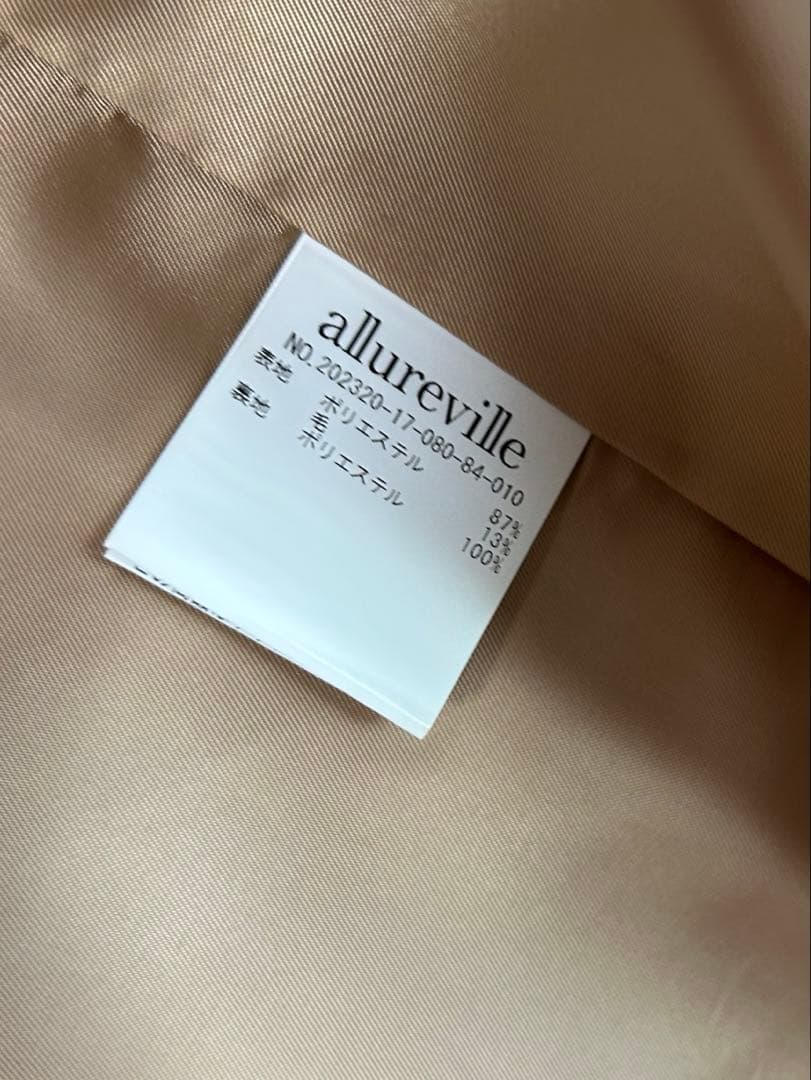 allureville
NO.202320-17-080-84-010
表地 ポリエステル 87%
毛 13%
裏地 ポリエステル 100%